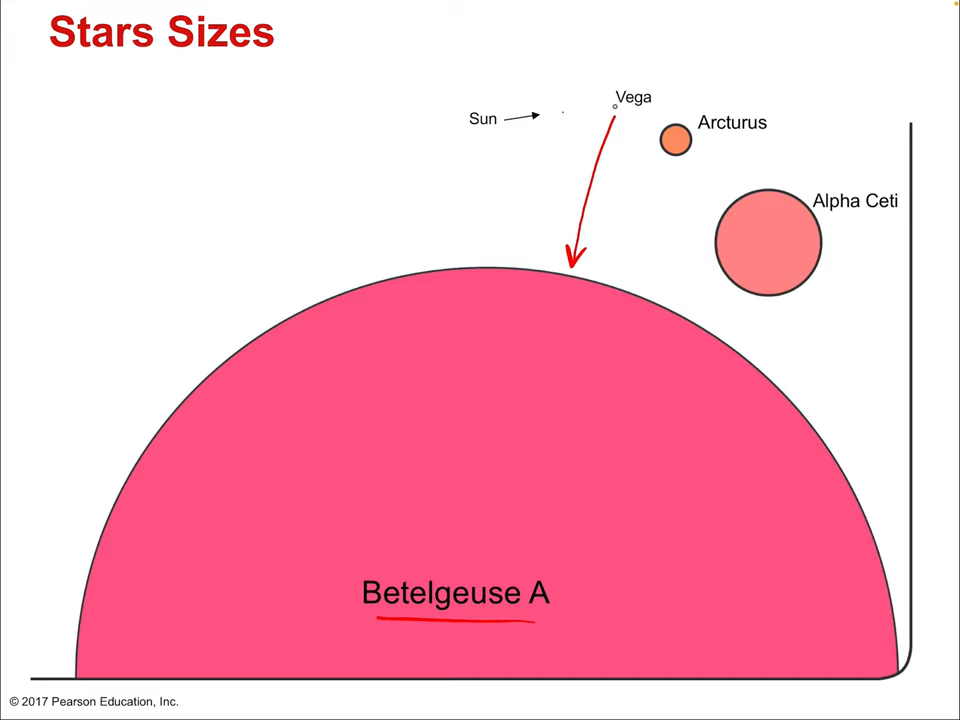 Stars Sizes
Vega
Sun
Arcturus
Alpha Ceti
Betelgeuse A
© 2017 Pearson Education, Inc.